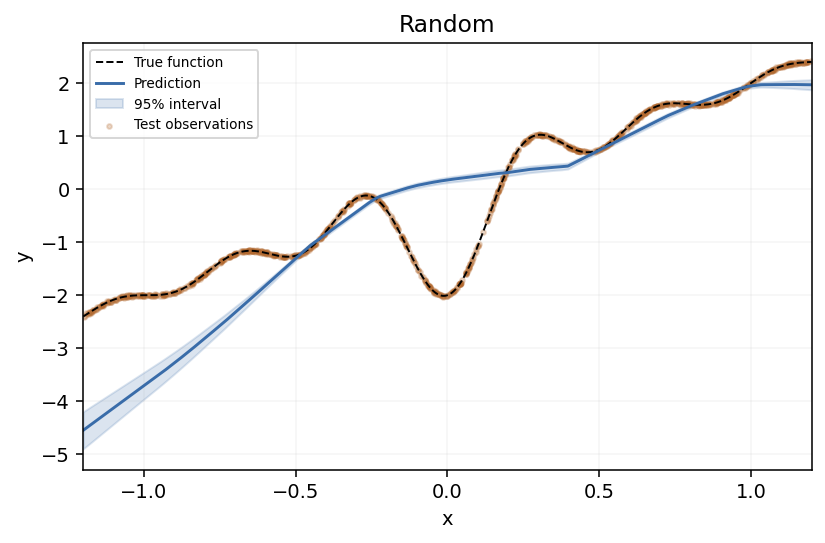 Random
True function
Prediction
95% interval
Test observations
2
1
0
−1
−2
−3
−4
−5
y
−1.0
−0.5
0.0
0.5
1.0
x